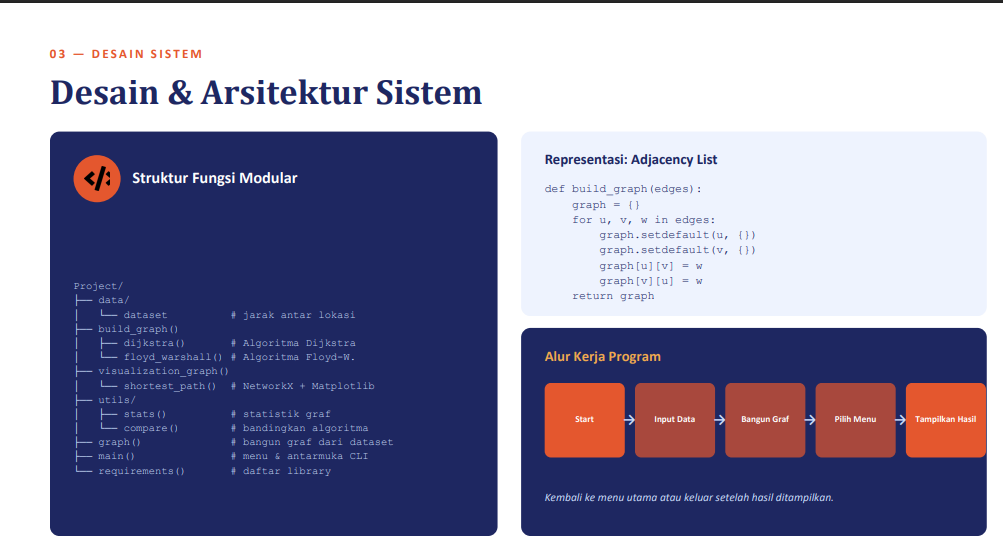 03 — DESAIN SISTEM
Desain & Arsitektur Sistem
</> Struktur Fungsi Modular
Project/
├── data/
│   └── dataset          # jarak antar lokasi
├── build_graph()
│   ├── dijkstra()       # Algoritma Dijkstra
│   └── floyd_warshall() # Algoritma Floyd-W.
├── visualization_graph()
│   └── shortest_path()  # NetworkX + Matplotlib
├── utils/
│   ├── stats()          # statistik graf
│   └── compare()        # bandingkan algoritma
├── graph()              # bangun graf dari dataset
├── main()               # menu & antarmuka CLI
└── requirements()       # daftar library
Representasi: Adjacency List
def build_graph(edges):
    graph = {}
    for u, v, w in edges:
        graph.setdefault(u, {})
        graph.setdefault(v, {})
        graph[u][v] = w
        graph[v][u] = w
    return graph
Alur Kerja Program
Start → Input Data → Bangun Graf → Pilih Menu → Tampilkan Hasil
Kembali ke menu utama atau keluar setelah hasil ditampilkan.